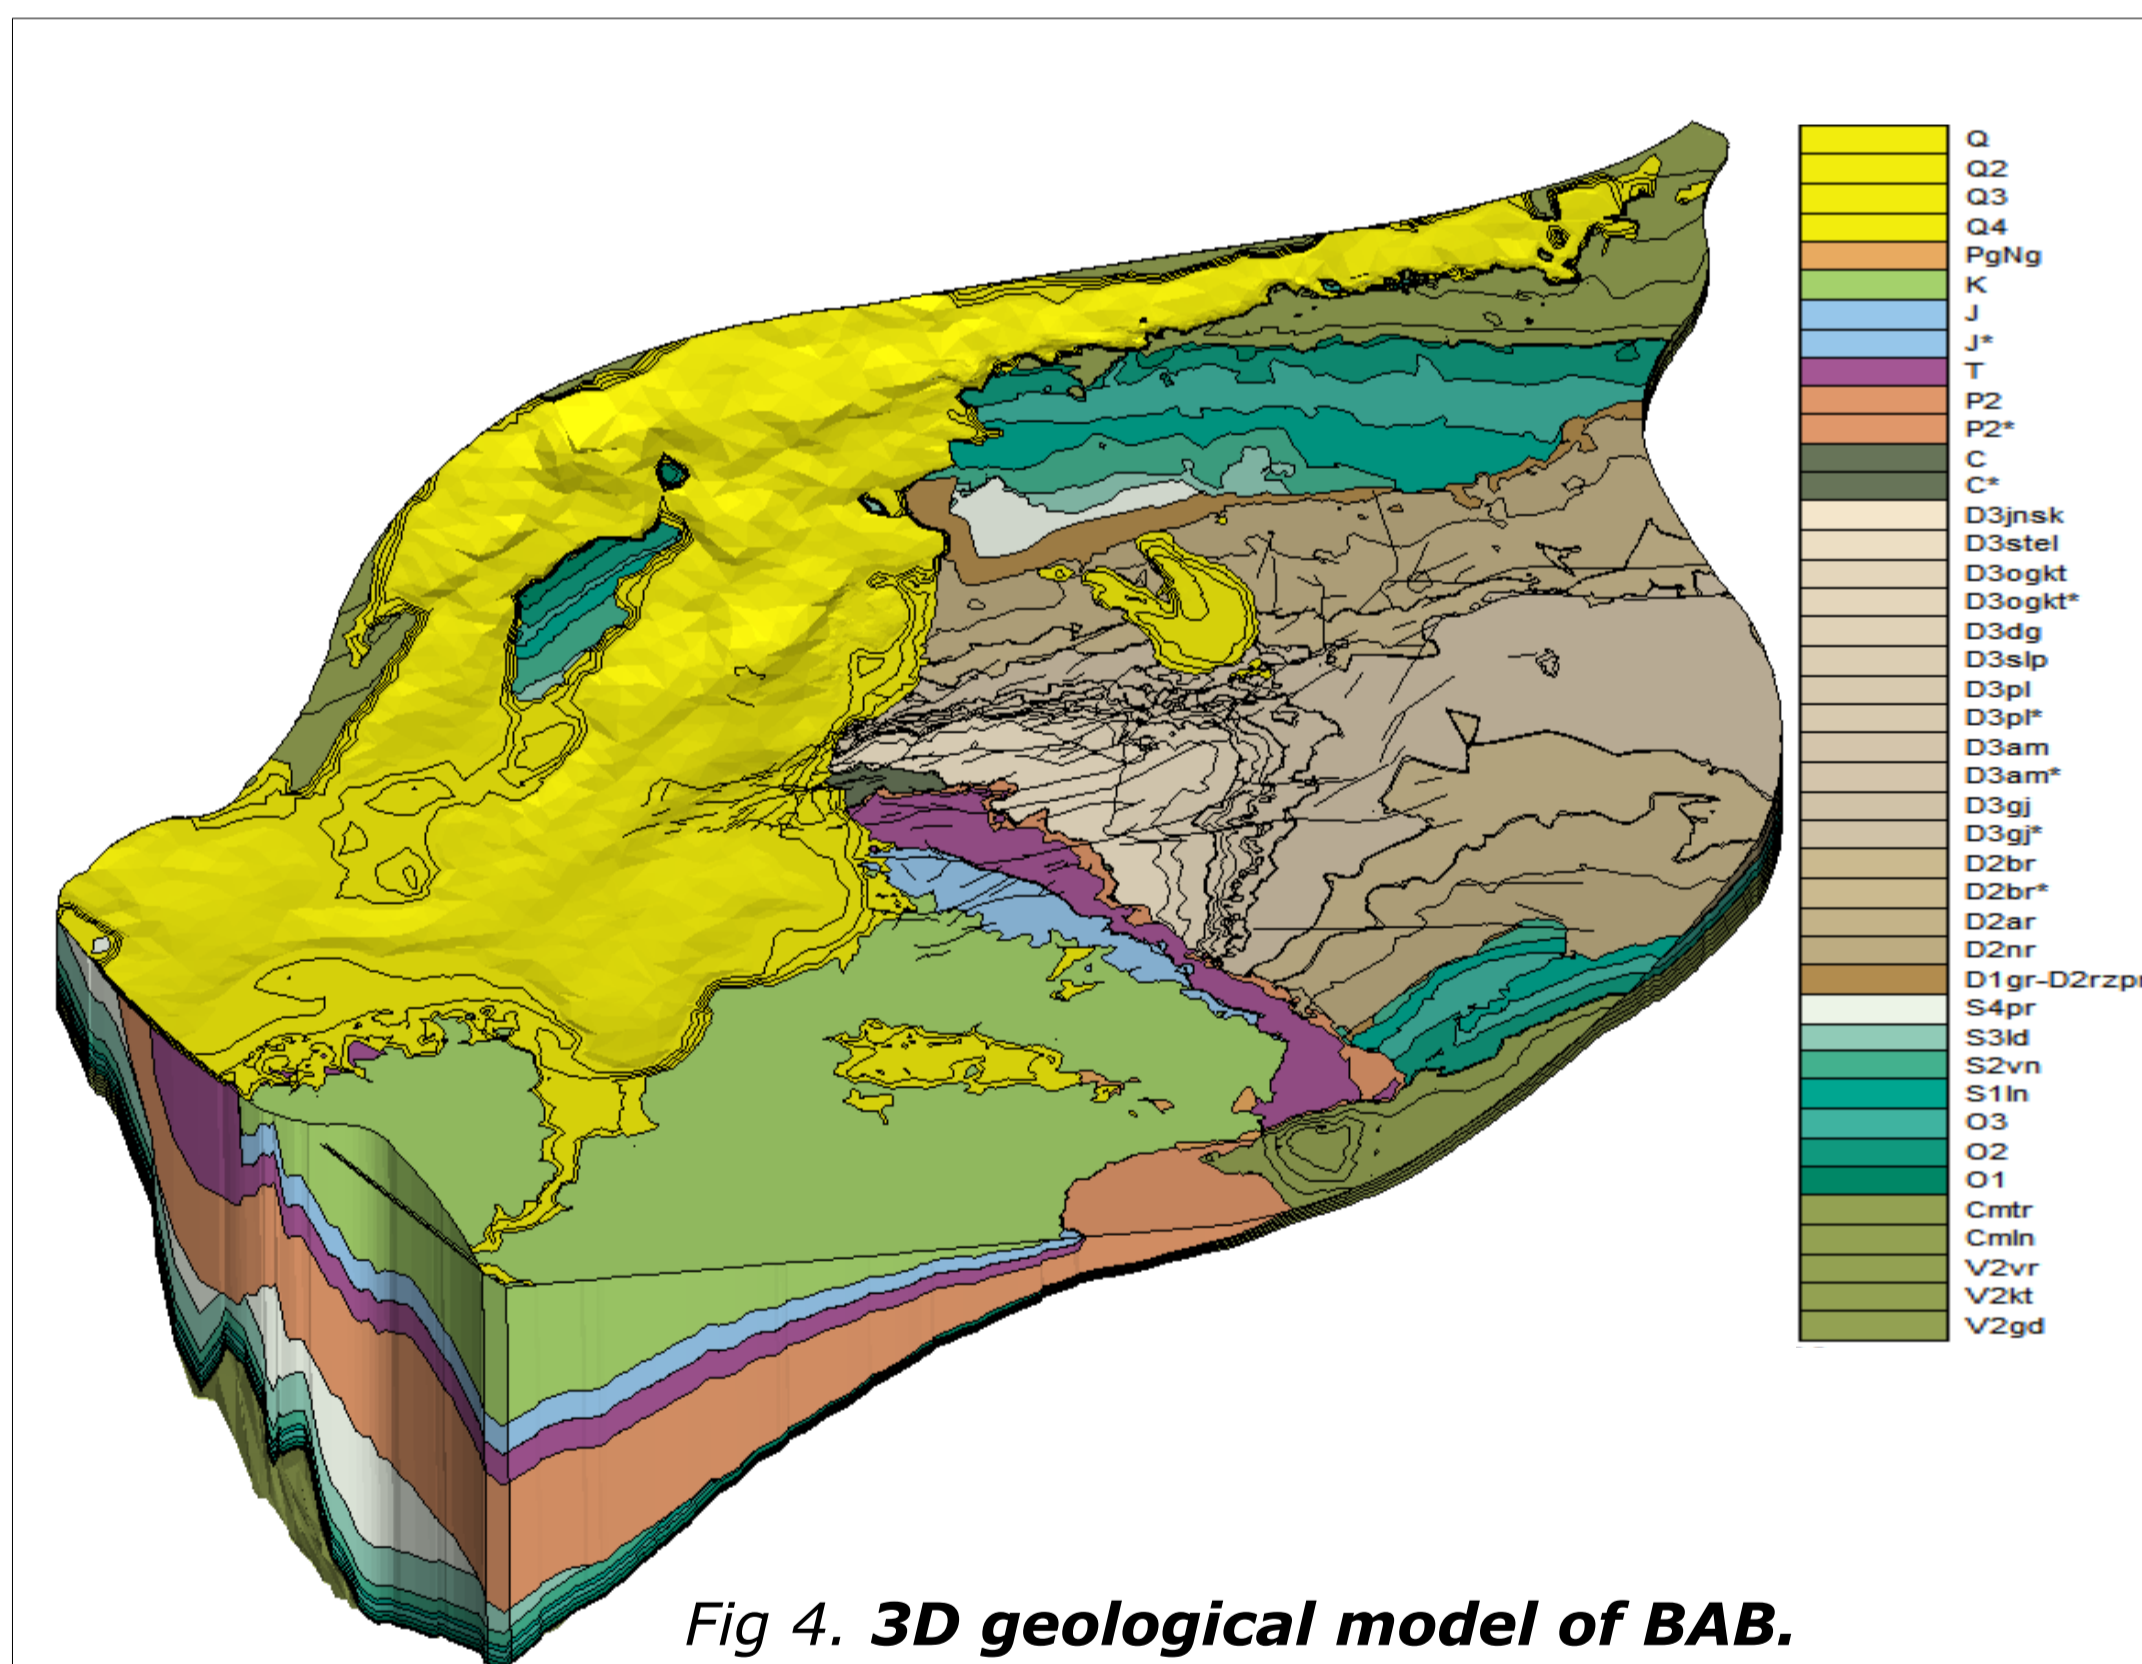 Q
Q2
Q3
Q4
PgNg
K
J
J*
T
P2
P2*
C
C*
D3jnsk
D3stel
D3ogkt
D3ogkt*
D3dg
D3slp
D3pl
D3pl*
D3am
D3am*
D3gj
D3gj*
D2br
D2br*
D2ar
D2nr
D1gr-D2rzpr
S4pr
S3ld
S2vn
S1ln
O3
O2
O1
Cmtr
Cmln
V2vr
V2kt
V2gd
Fig 4. 3D geological model of BAB.